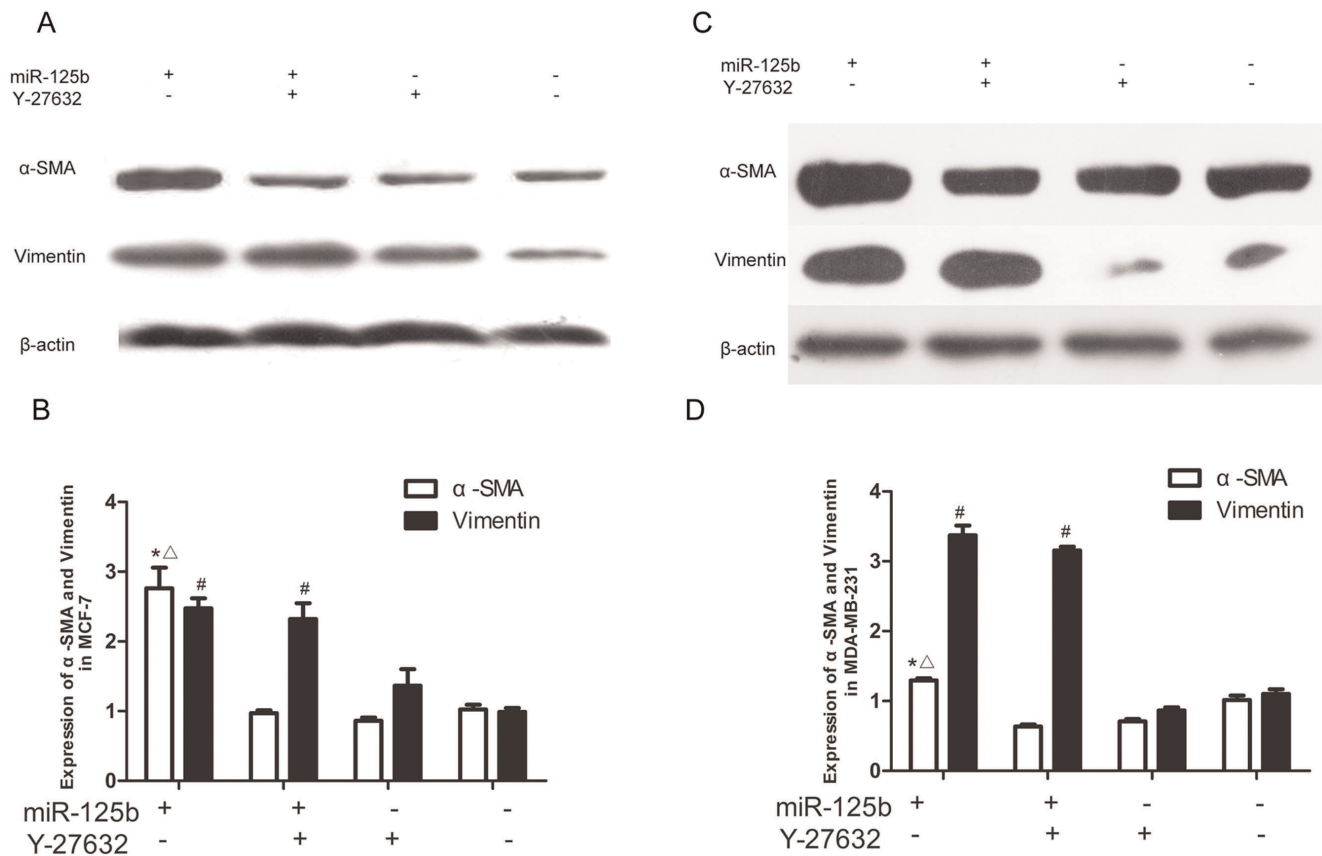 A
miR-125b + + - -
Y-27632 - + + -
α-SMA
Vimentin
β-actin
C
miR-125b + + - -
Y-27632 - + + -
α-SMA
Vimentin
β-actin
B
Expression of α -SMA and Vimentin
in MCF-7
4
3
2
1
0
α -SMA
Vimentin
*△
#
#
miR-125b + + - -
Y-27632 - + + -
D
Expression of α -SMA and Vimentin
in MDA-MB-231
4
3
2
1
0
α -SMA
Vimentin
*△
#
#
miR-125b + + - -
Y-27632 - + + -